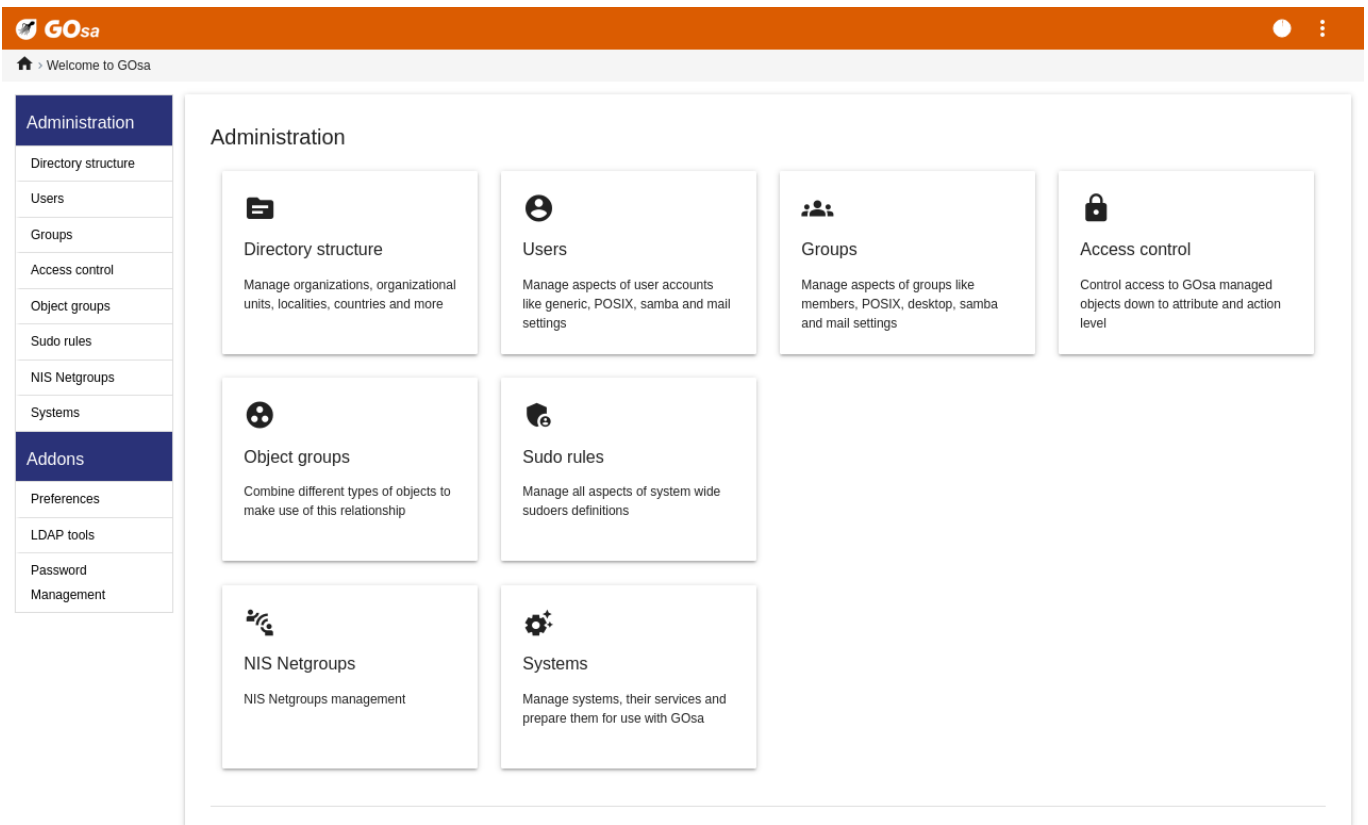 GOsa
› Welcome to GOsa
Administration
Directory structure
Users
Groups
Access control
Object groups
Sudo rules
NIS Netgroups
Systems
Addons
Preferences
LDAP tools
Password
Management
Administration
Directory structure
Manage organizations, organizational
units, localities, countries and more
Users
Manage aspects of user accounts
like generic, POSIX, samba and mail
settings
Groups
Manage aspects of groups like
members, POSIX, desktop, samba
and mail settings
Access control
Control access to GOsa managed
objects down to attribute and action
level
Object groups
Combine different types of objects to
make use of this relationship
Sudo rules
Manage all aspects of system wide
sudoers definitions
NIS Netgroups
NIS Netgroups management
Systems
Manage systems, their services and
prepare them for use with GOsa